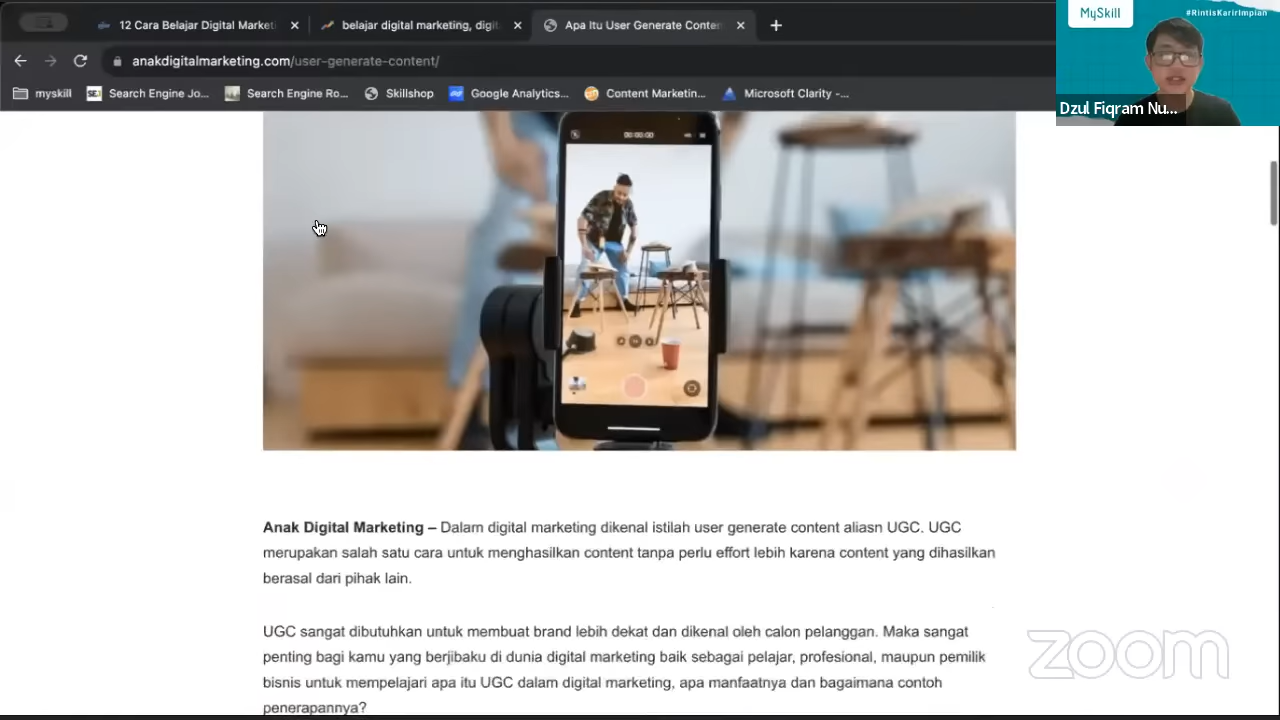 12 Cara Belajar Digital Marketi
belajar digital marketing, digit
Apa Itu User Generate Conten
anakdigitalmarketing.com/user-generate-content/
myskill
Search Engine Jo...
Search Engine Ro...
Skillshop
Google Analytics...
Content Marketin...
Microsoft Clarity -...
MySkill
#RintisKarirImpian
Dzul Fiqram Nu...
00:00:00
Anak Digital Marketing – Dalam digital marketing dikenal istilah user generate content aliasn UGC. UGC
merupakan salah satu cara untuk menghasilkan content tanpa perlu effort lebih karena content yang dihasilkan
berasal dari pihak lain.
UGC sangat dibutuhkan untuk membuat brand lebih dekat dan dikenal oleh calon pelanggan. Maka sangat
penting bagi kamu yang berjibaku di dunia digital marketing baik sebagai pelajar, profesional, maupun pemilik
bisnis untuk mempelajari apa itu UGC dalam digital marketing, apa manfaatnya dan bagaimana contoh
penerapannya?
zoom